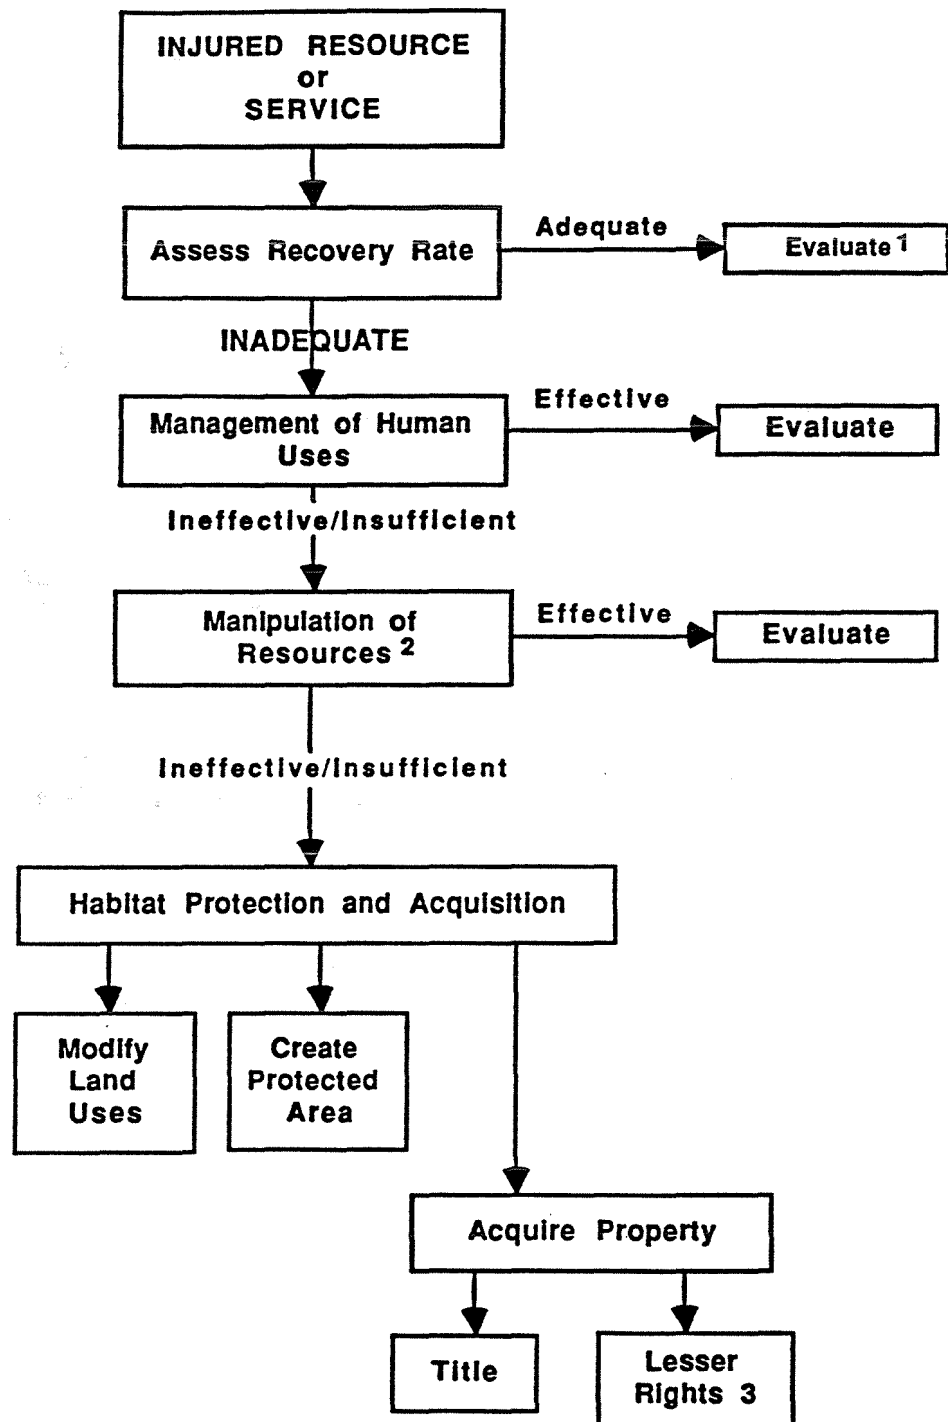 INJURED RESOURCE
or
SERVICE
Assess Recovery Rate
Adequate
Evaluate 1
INADEQUATE
Management of Human
Uses
Effective
Evaluate
Ineffective/Insufficient
Manipulation of
Resources 2
Effective
Evaluate
Ineffective/Insufficient
Habitat Protection and Acquisition
Modify
Land
Uses
Create
Protected
Area
Acquire Property
Title
Lesser
Rights 3